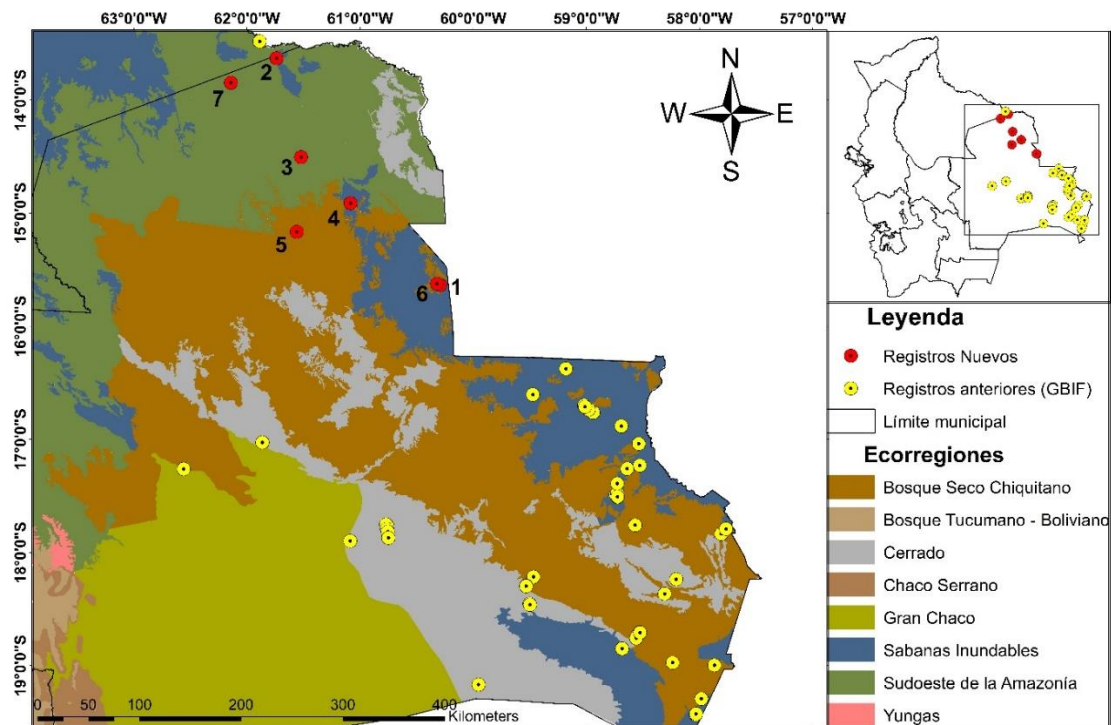 63°0'0"W 62°0'0"W 61°0'0"W 60°0'0"W 59°0'0"W 58°0'0"W 57°0'0"W
14°0'0"S
15°0'0"S
16°0'0"S
17°0'0"S
18°0'0"S
19°0'0"S
N
W E
S
2
7
3
4
5
1
6
0 50 100 200 300 400
Kilometers
Leyenda
Registros Nuevos
Registros anteriores (GBIF)
Límite municipal
Ecorregiones
Bosque Seco Chiquitano
Bosque Tucumano - Boliviano
Cerrado
Chaco Serrano
Gran Chaco
Sabanas Inundables
Sudoeste de la Amazonía
Yungas